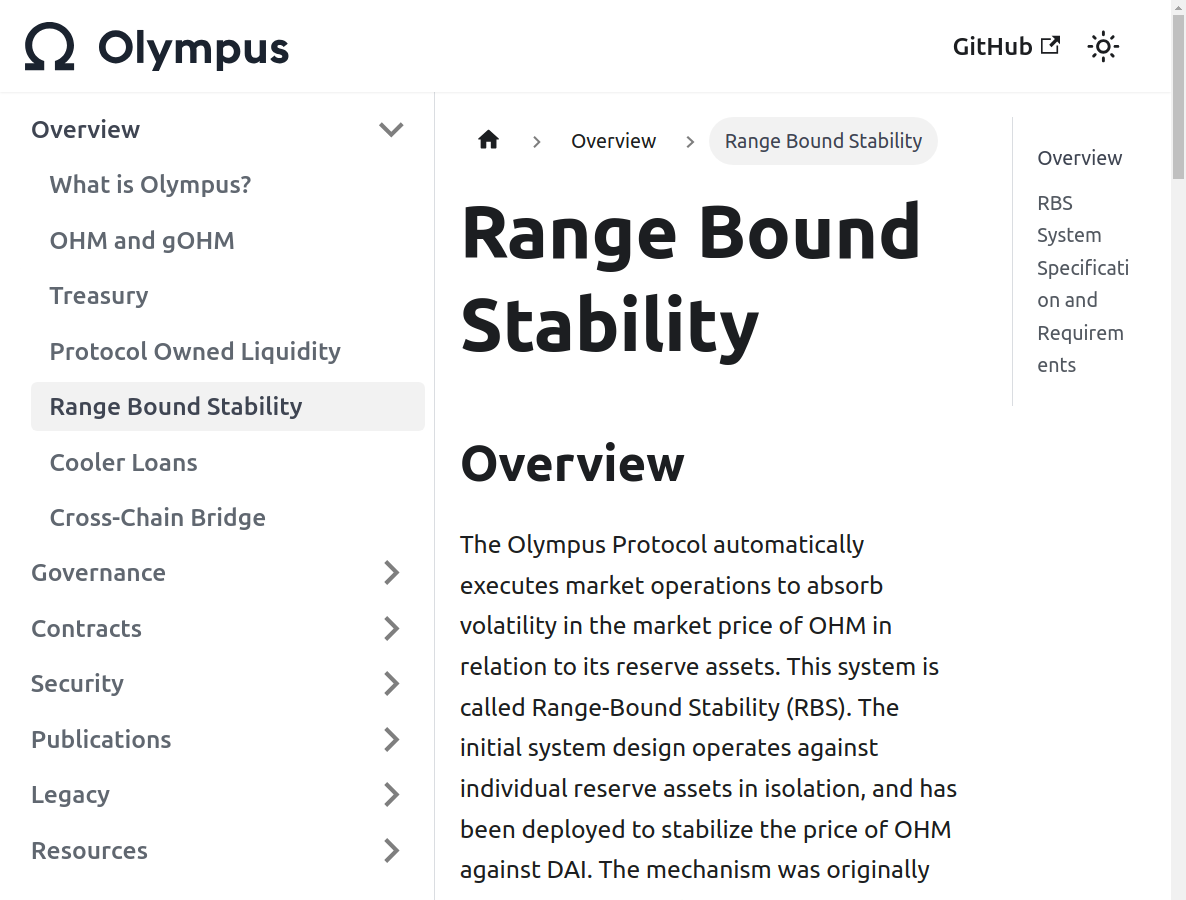 Olympus
GitHub
Overview
What is Olympus?
OHM and gOHM
Treasury
Protocol Owned Liquidity
Range Bound Stability
Cooler Loans
Cross-Chain Bridge
Governance
Contracts
Security
Publications
Legacy
Resources
Overview
Range Bound Stability
Range Bound
Stability
Overview
The Olympus Protocol automatically
executes market operations to absorb
volatility in the market price of OHM in
relation to its reserve assets. This system is
called Range-Bound Stability (RBS). The
initial system design operates against
individual reserve assets in isolation, and has
been deployed to stabilize the price of OHM
against DAI. The mechanism was originally
Overview
RBS
System
Specificati
on and
Requirem
ents